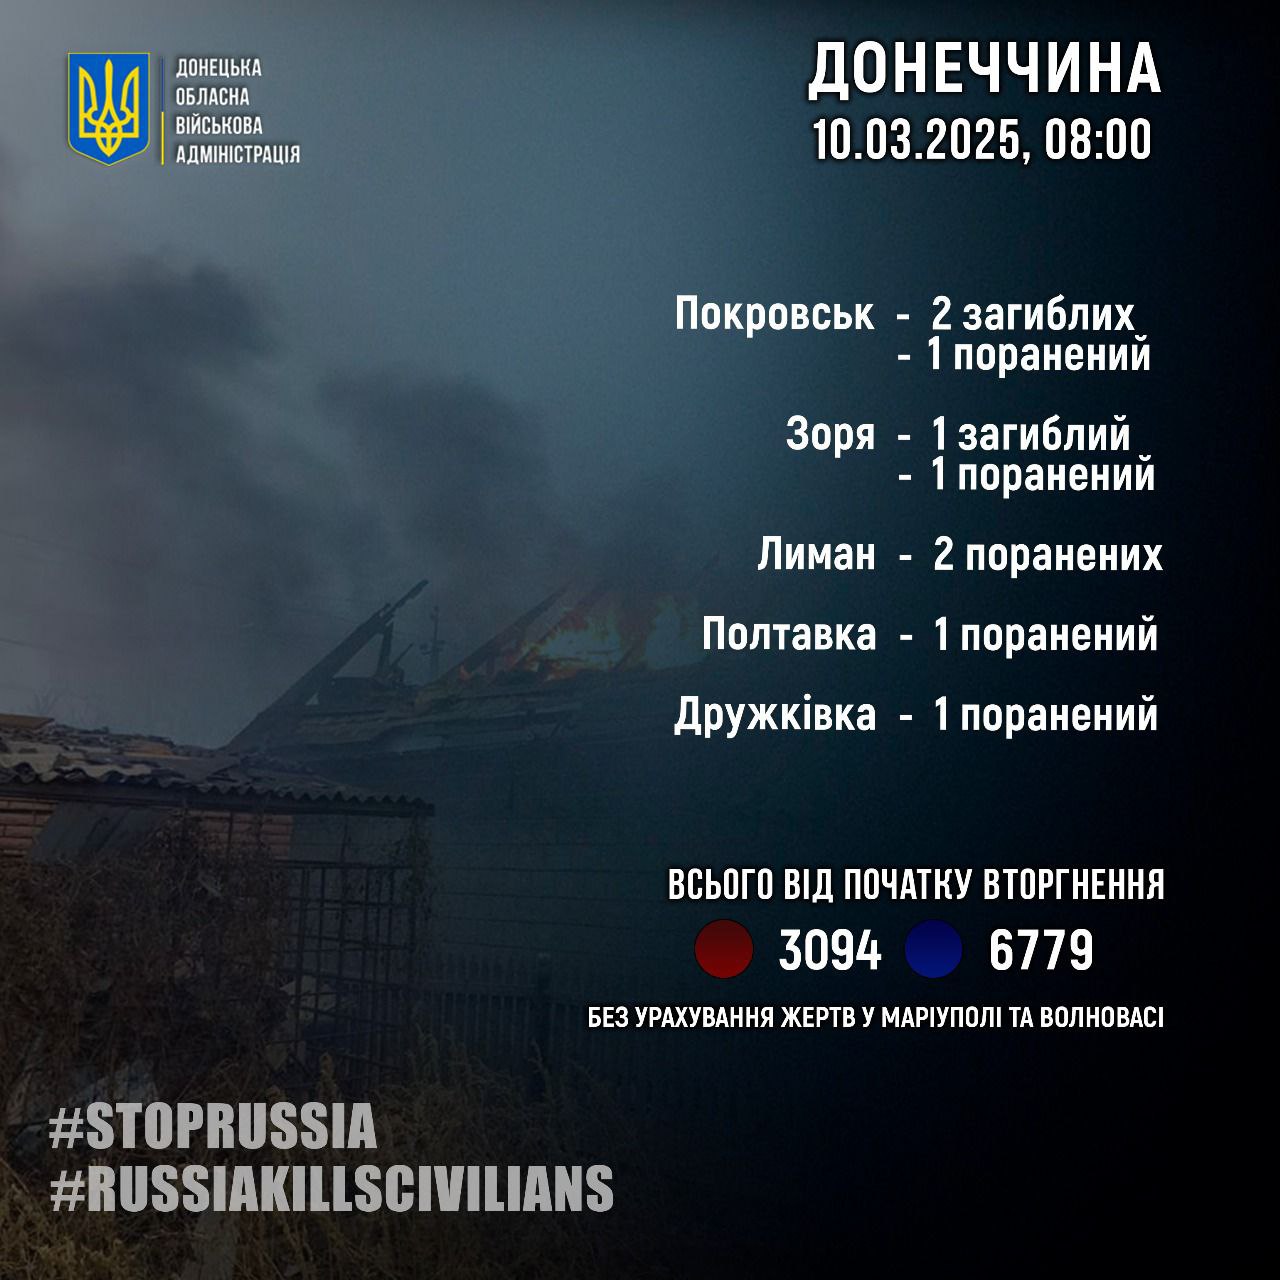 ДОНЕЦЬКА
ОБЛАСНА
ВІЙСЬКОВА
АДМІНІСТРАЦІЯ
ДОНЕЧЧИНА
10.03.2025, 08:00
Покровськ - 2 загиблих
- 1 поранений
Зоря - 1 загиблий
- 1 поранений
Лиман - 2 поранених
Полтавка - 1 поранений
Дружківка - 1 поранений
ВСЬОГО ВІД ПОЧАТКУ ВТОРГНЕННЯ
3094 6779
БЕЗ УРАХУВАННЯ ЖЕРТВ У МАРІУПОЛІ ТА ВОЛНОВАСІ
#STOPRUSSIA
#RUSSIAKILLSCIVILIANS